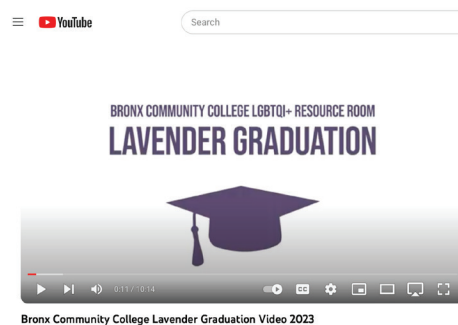 YouTube
Search
BRONX COMMUNITY COLLEGE LGBTQI+ RESOURCE ROOM
LAVENDER GRADUATION
0:11 / 10:14
CC
Bronx Community College Lavender Graduation Video 2023